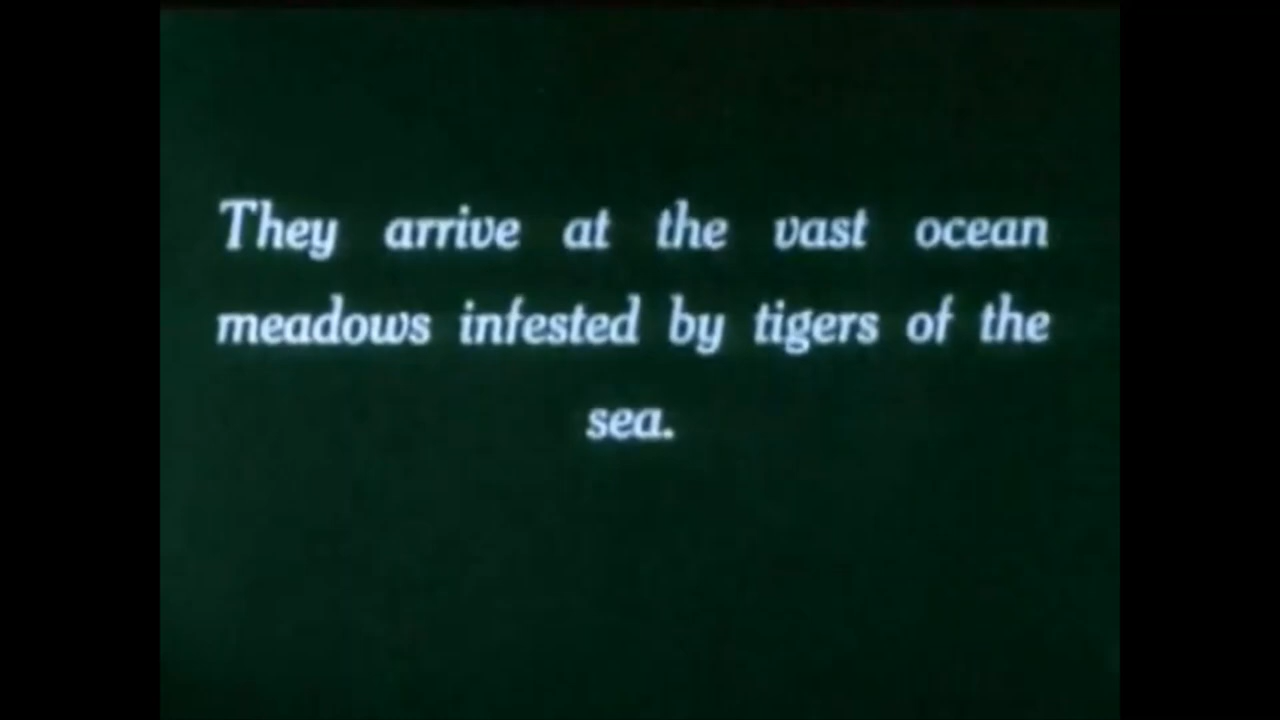 They arrive at the vast ocean
meadows infested by tigers of the
sea.